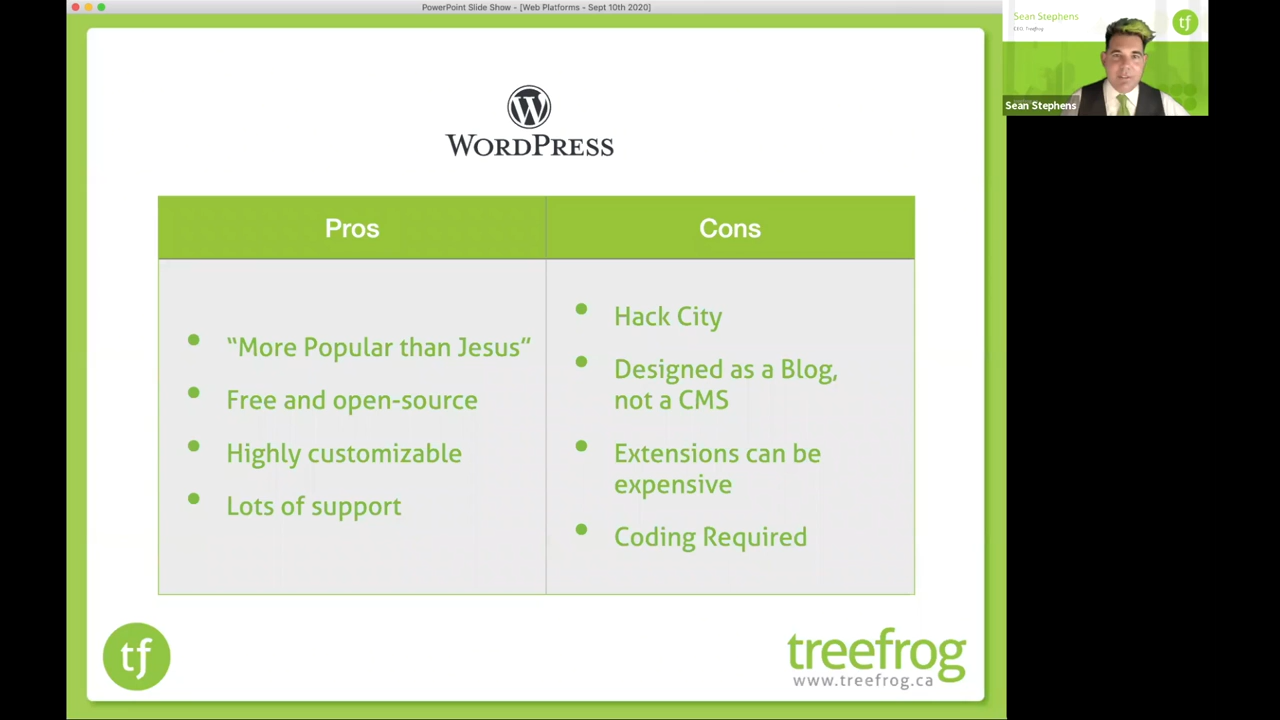 PowerPoint Slide Show - [Web Platforms - Sept 10th 2020]
Sean Stephens
CEO, Treefrog
tf
Sean Stephens
W
WORDPRESS
Pros
Cons
“More Popular than Jesus”
Free and open-source
Highly customizable
Lots of support
Hack City
Designed as a Blog,
not a CMS
Extensions can be
expensive
Coding Required
tf
treefrog
www.treefrog.ca